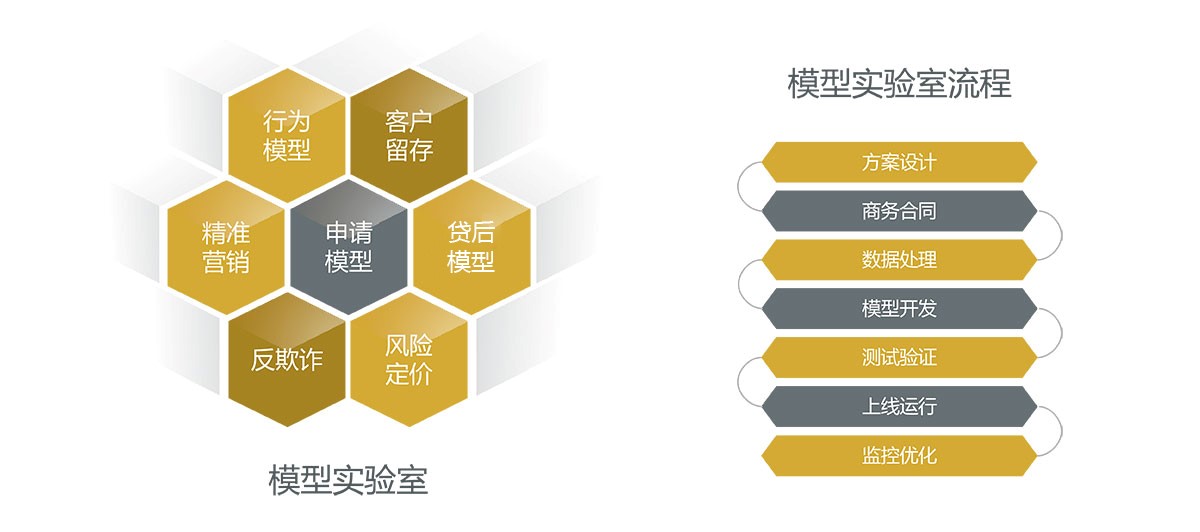 行为
模型
客户
留存
精准
营销
申请
模型
贷后
模型
反欺诈
风险
定价
模型实验室
模型实验室流程
方案设计
商务合同
数据处理
模型开发
测试验证
上线运行
监控优化